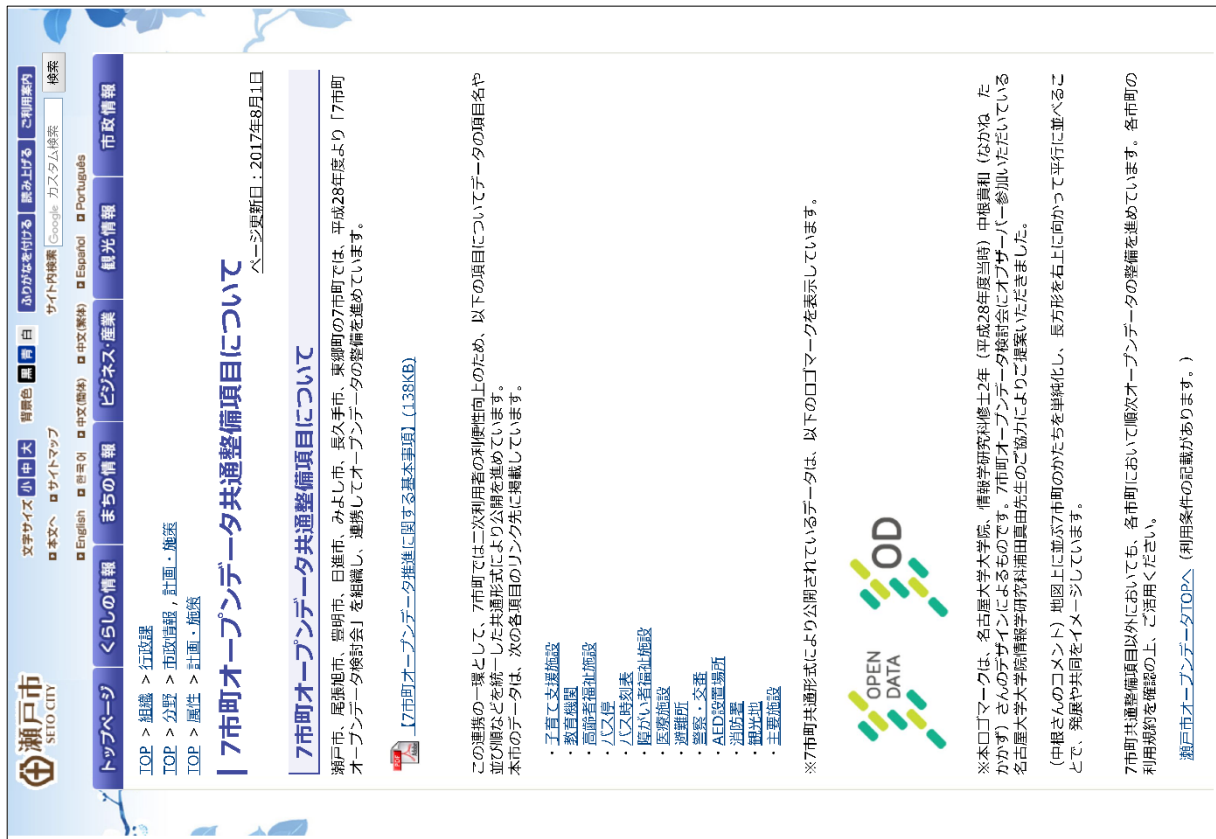 瀬戸市
SETO CITY
文字サイズ 小 中 大 背景色 黒 青 白 ふりがなを付ける 読み上げる ご利用案内
本文へ サイトマップ サイト内検索 Google カスタム検索 検索
English 한국어 中文(簡体) 中文(繁体) Español Português
トップページ くらしの情報 まちの情報 ビジネス・産業 観光情報 市政情報
TOP > 組織 > 行政課
TOP > 分野 > 市政情報 , 計画・施策
TOP > 属性 > 計画・施策
7市町オープンデータ共通整備項目について
ページ更新日：2017年8月1日
7市町オープンデータ共通整備項目について
瀬戸市、尾張旭市、豊明市、日進市、みよし市、長久手市、東郷町の7市町では、平成28年度より「7市町
オープンデータ検討会」を組織し、連携してオープンデータの整備を進めています。
【7市町オープンデータ推進に関する基本事項】(138KB)
この連携の一環として、7市町では二次利用者の利便性向上のため、以下の項目についてデータの項目名や
並び順などを統一した共通形式により公開を進めています。
本市のデータは、次の各項目のリンク先に掲載しています。
・子育て支援施設
・教育機関
・高齢者福祉施設
・バス停
・バス時刻表
・障がい者福祉施設
・医療施設
・避難所
・警察・交番
・AED設置場所
・消防署
・観光地
・主要施設
※7市町共通形式により公開されているデータは、以下のロゴマークを表示しています。
OPEN
DATA
OD
※本ロゴマークは、名古屋大学大学院、情報学研究科修士2年（平成28年度当時）中根貴和（なかね　た
かかず）さんのデザインによるものです。7市町オープンデータ検討会にオブザーバー参加いただいている
名古屋大学大学院情報学研究科浦田真由先生のご協力によりご提案いただきました。
（中根さんのコメント）地図上に並ぶ7市町のかたちを単純化し、長方形を右上に向かって平行に並べるこ
とで、発展や共同をイメージしています。
7市町共通整備項目以外においても、各市町において順次オープンデータの整備を進めています。各市町の
利用規約を確認の上、ご活用ください。
瀬戸市オープンデータTOPへ（利用条件の記載があります。）